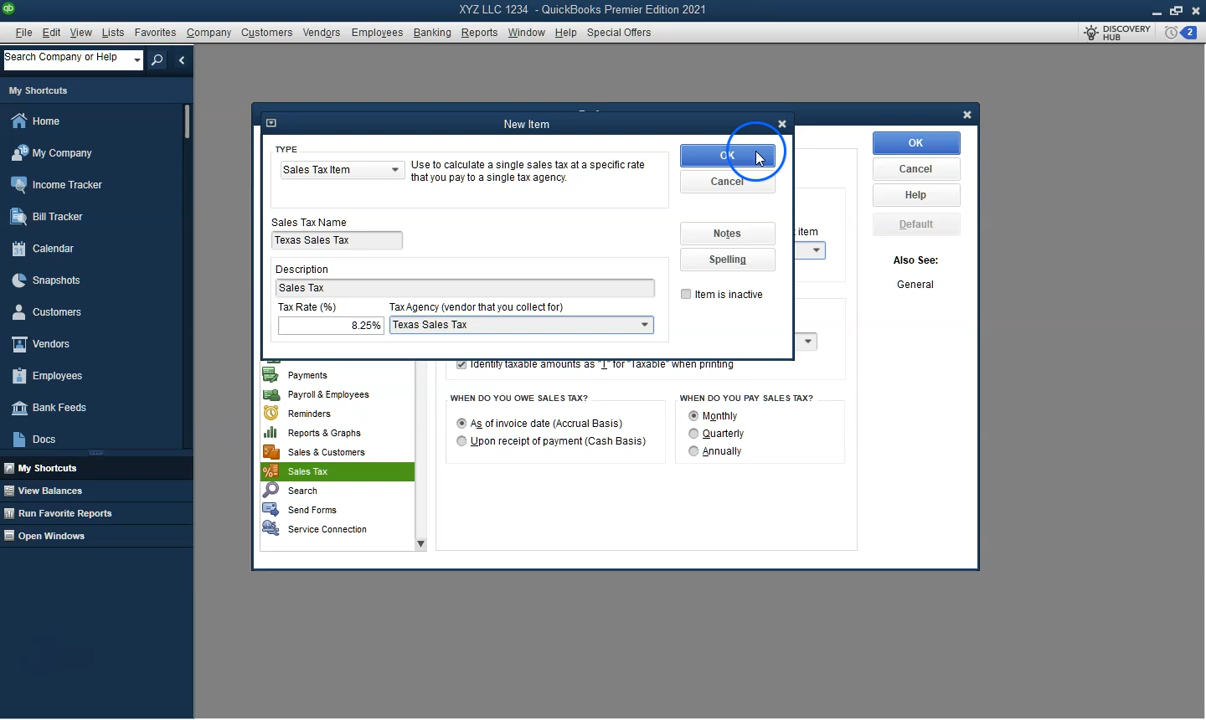 qb
XYZ LLC 1234 - QuickBooks Premier Edition 2021
File Edit View Lists Favorites Company Customers Vendors Employees Banking Reports Window Help Special Offers
DISCOVERY
HUB
2
Search Company or Help
My Shortcuts
Home
My Company
Income Tracker
Bill Tracker
Calendar
Snapshots
Customers
Vendors
Employees
Bank Feeds
Docs
My Shortcuts
View Balances
Run Favorite Reports
Open Windows
New Item
TYPE
Sales Tax Item
Use to calculate a single sales tax at a specific rate
that you pay to a single tax agency.
OK
Cancel
Sales Tax Name
Texas Sales Tax
Notes
Spelling
Description
Sales Tax
Item is inactive
Tax Rate (%)
Tax Agency (vendor that you collect for)
8.25%
Texas Sales Tax
item
OK
Cancel
Help
Default
Also See:
General
Identify taxable amounts as "T" for "Taxable" when printing
Payments
Payroll & Employees
Reminders
Reports & Graphs
Sales & Customers
Sales Tax
Search
Send Forms
Service Connection
WHEN DO YOU OWE SALES TAX?
As of invoice date (Accrual Basis)
Upon receipt of payment (Cash Basis)
WHEN DO YOU PAY SALES TAX?
Monthly
Quarterly
Annually